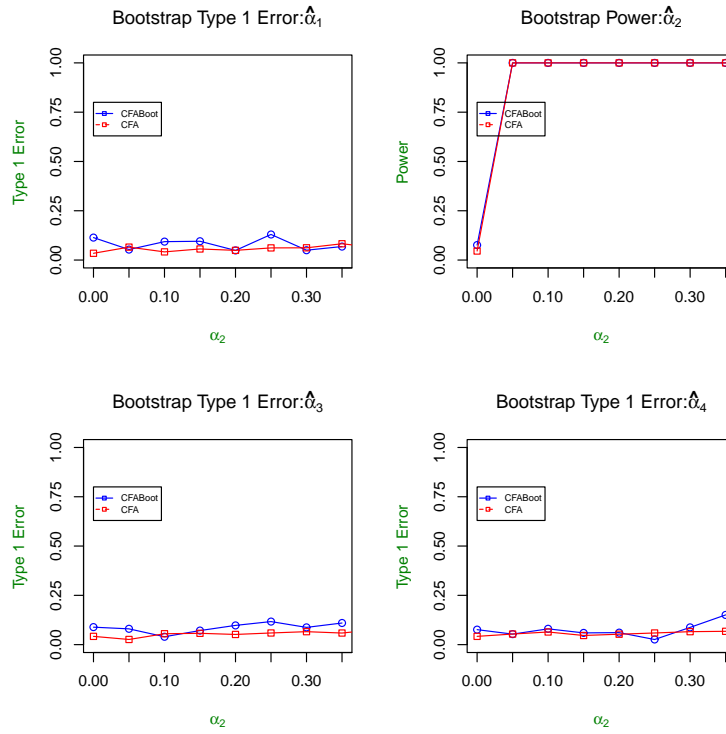 Bootstrap Type 1 Error:α̂₁
Type 1 Error
1.00
0.75
0.50
0.25
0.00
CFABoot
CFA
0.00 0.10 0.20 0.30
α₂
Bootstrap Power:α̂₂
Power
1.00
0.75
0.50
0.25
0.00
CFABoot
CFA
0.00 0.10 0.20 0.30
α₂
Bootstrap Type 1 Error:α̂₃
Type 1 Error
1.00
0.75
0.50
0.25
0.00
CFABoot
CFA
0.00 0.10 0.20 0.30
α₂
Bootstrap Type 1 Error:α̂₄
Type 1 Error
1.00
0.75
0.50
0.25
0.00
CFABoot
CFA
0.00 0.10 0.20 0.30
α₂